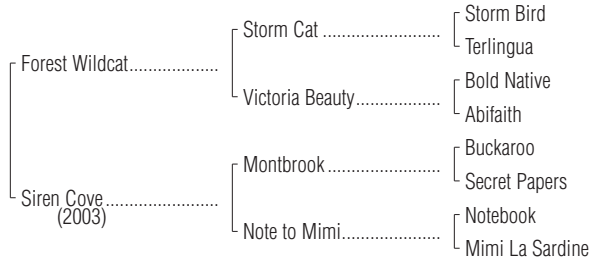 Storm Bird
Storm Cat ............................
Terlingua
Forest Wildcat.....................
Bold Native
Victoria Beauty....................
Abifaith
Buckaroo
Montbrook ..........................
Secret Papers
Siren Cove ..........................
(2003)
Notebook
Note to Mimi.......................
Mimi La Sardine